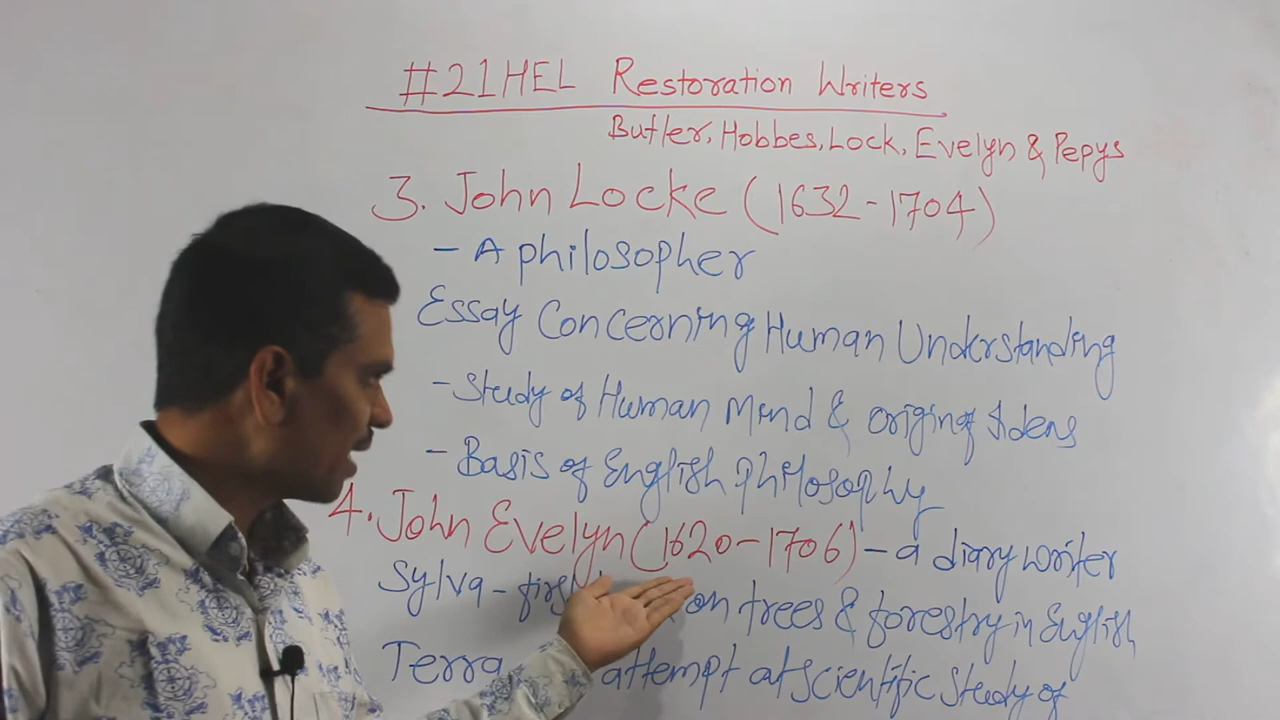 #21HEL Restoration Writers
Butler, Hobbes, Lock, Evelyn & Pepys
3. John Locke (1632-1704)
- A philosopher
Essay Concerning Human Understanding
- Study of Human Mind & origin of Ideas
- Basis of English Philosophy
4. John Evelyn (1620-1706) - a diary writer
Sylva - on trees & forestry in English
Terra attempt at scientific study of